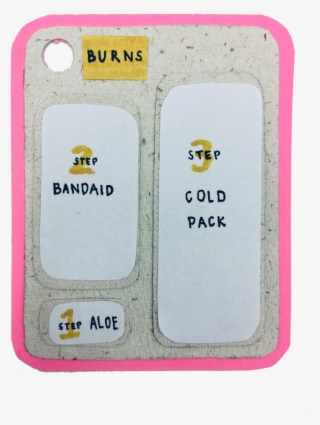 BURNS
STEP 2
BANDAID
STEP 3
COLD
PACK
STEP 1 ALOE